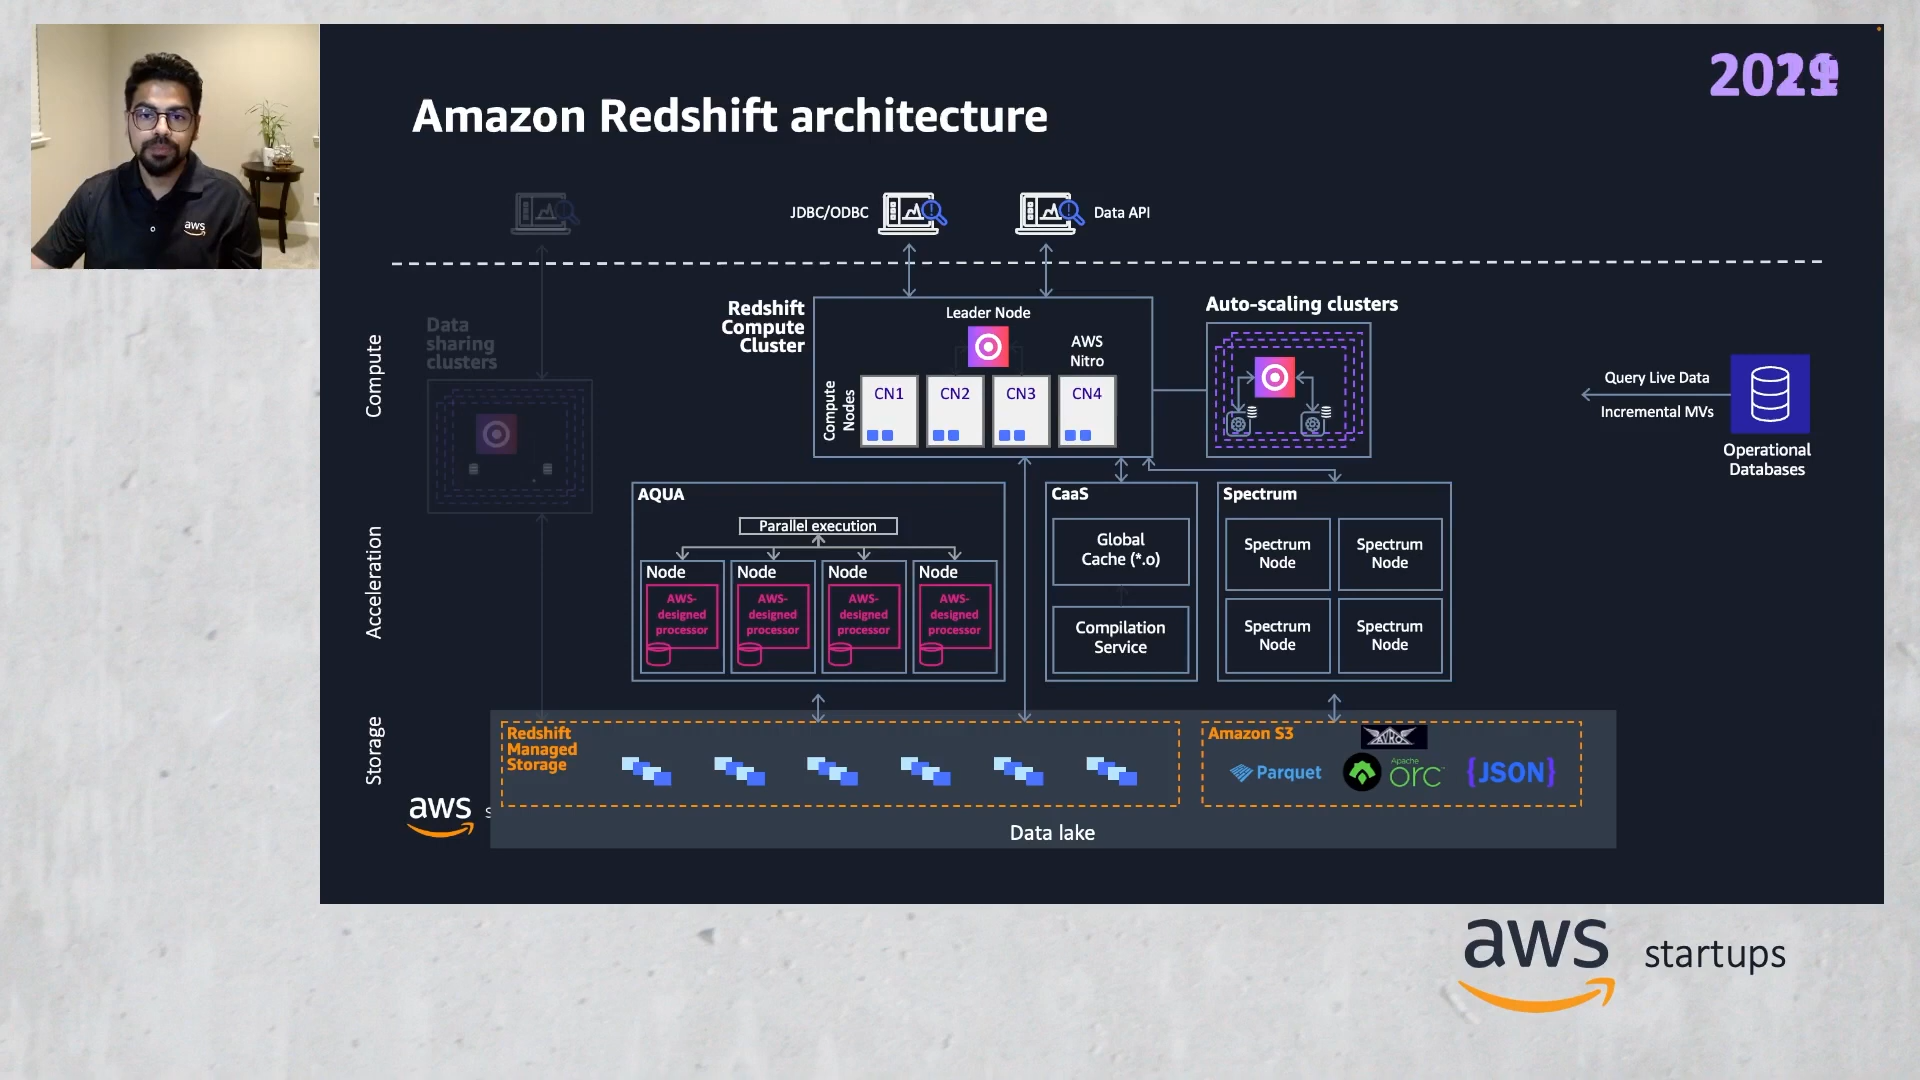 Amazon Redshift architecture
JDBC/ODBC
Data API
Compute
Data
sharing
clusters
Redshift
Compute
Cluster
Leader Node
AWS
Nitro
Compute
Nodes
CN1
CN2
CN3
CN4
Auto-scaling clusters
Query Live Data
Incremental MVs
Operational
Databases
Acceleration
AQUA
Parallel execution
Node
Node
Node
Node
AWS-
designed
processor
AWS-
designed
processor
AWS-
designed
processor
AWS-
designed
processor
CaaS
Global
Cache (*.o)
Compilation
Service
Spectrum
Spectrum
Node
Spectrum
Node
Spectrum
Node
Spectrum
Node
Storage
Redshift
Managed
Storage
Amazon S3
AVRO
Parquet
Apache
orc
{JSON}
Data lake
aws
aws
aws startups